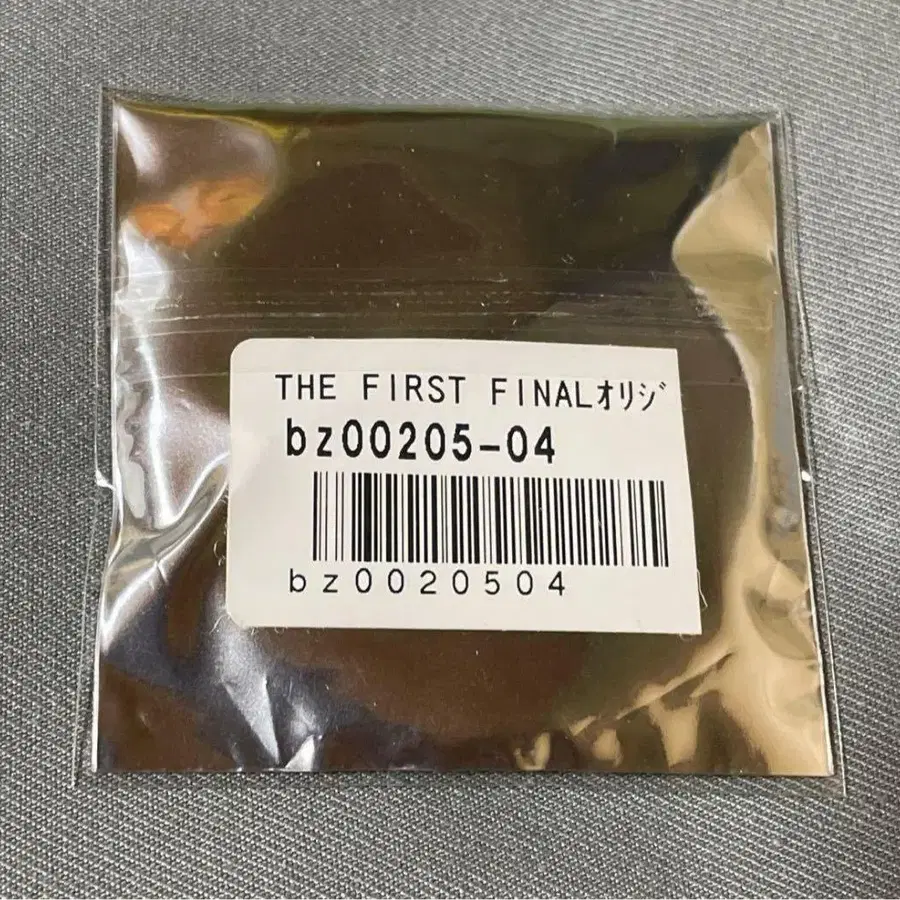 THE FIRST FINALｵﾘｼﾞ
bz00205-04
bz0020504